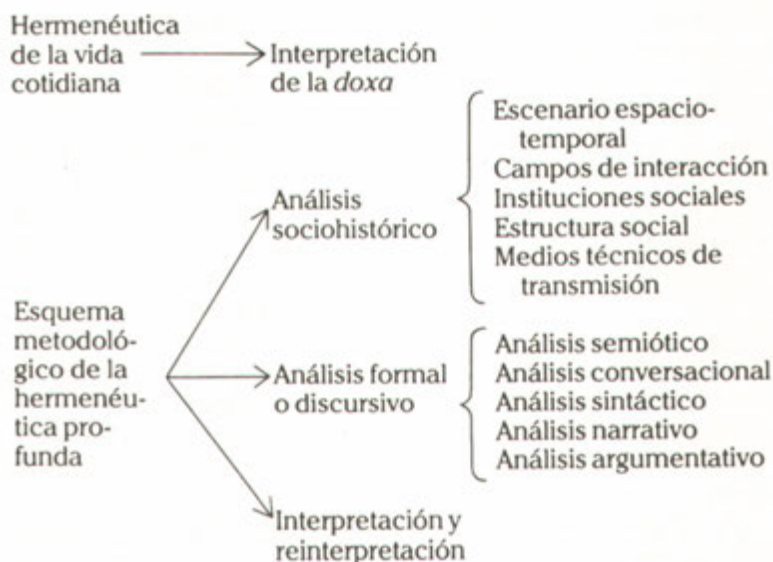 Hermenéutica
de la vida
cotidiana
Interpretación
de la doxa
Escenario espacio-
temporal
Campos de interacción
Instituciones sociales
Estructura social
Medios técnicos de
transmisión
Análisis
sociohistórico
Esquema
metodoló-
gico de la
hermenéu-
tica pro-
funda
Análisis formal
o discursivo
Análisis semiótico
Análisis conversacional
Análisis sintáctico
Análisis narrativo
Análisis argumentativo
Interpretación y
reinterpretación